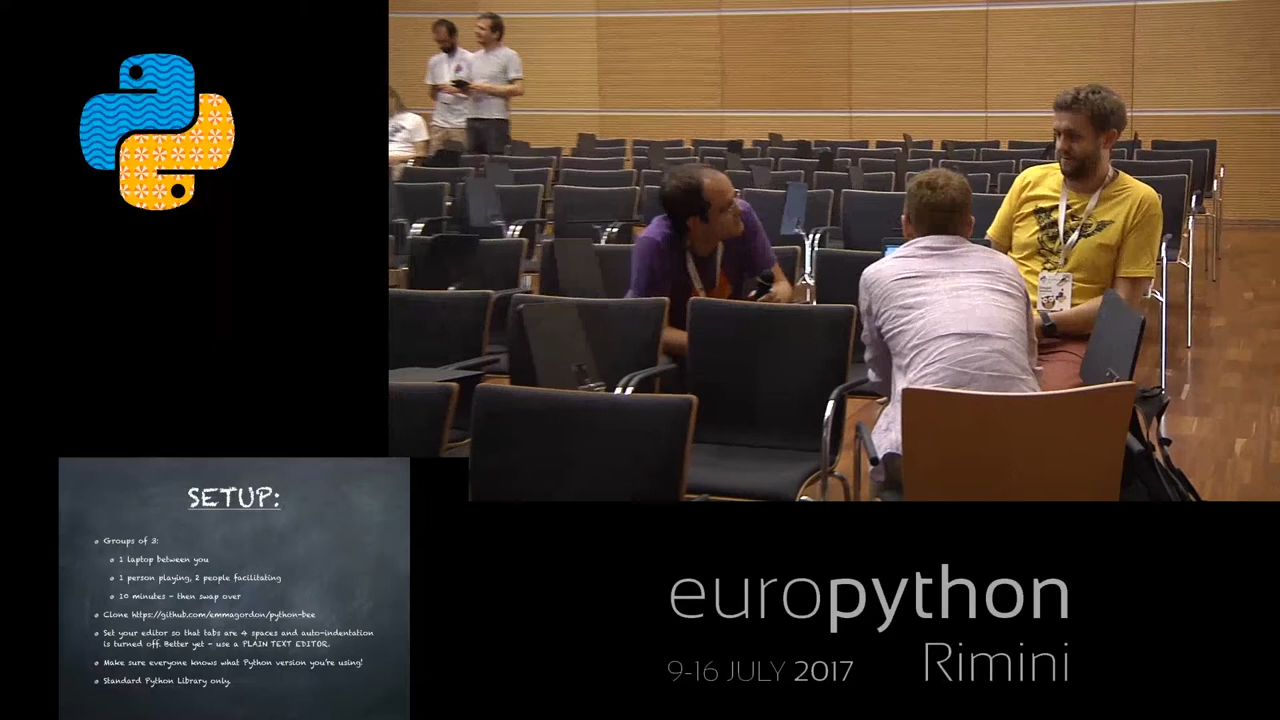 SETUP:
Groups of 3:
1 laptop between you
1 person playing, 2 people facilitating
10 minutes - then swap over
Clone https://github.com/emmagordon/python-bee
Set your editor so that tabs are 4 spaces and auto-indentation
is turned off. Better yet - use a PLAIN TEXT EDITOR.
Make sure everyone knows what Python version you're using!
Standard Python Library only.
europython
9-16 JULY 2017
Rimini